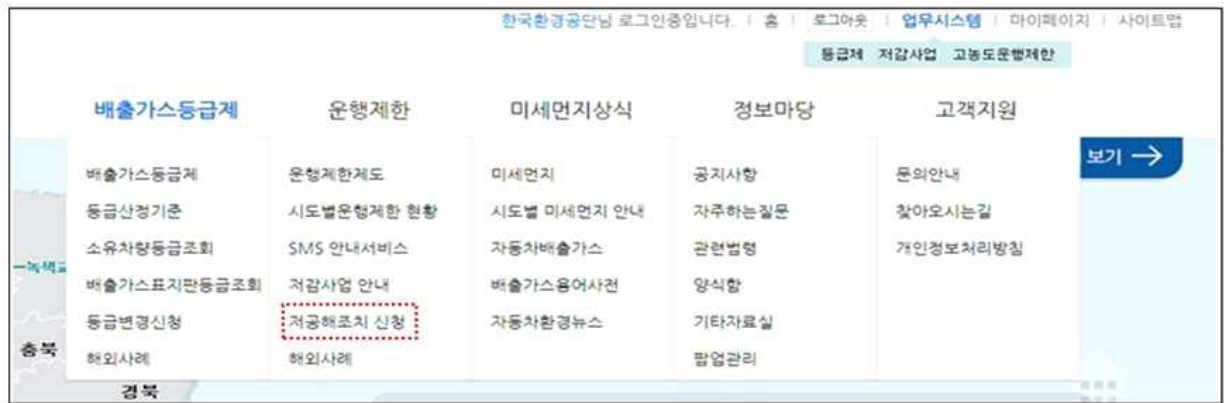 한국환경공단님 로그인중입니다. | 홈 | 로그아웃 | 업무시스템 | 마이페이지 | 사이트맵
등급제 저감사업 고농도운행제한
배출가스등급제 운행제한 미세먼지상식 정보마당 고객지원
보기 →
배출가스등급제 운행제한제도 미세먼지 공지사항 문의안내
등급산정기준 시도별운행제한 현황 시도별 미세먼지 안내 자주하는질문 찾아오시는길
소유차량등급조회 SMS 안내서비스 자동차배출가스 관련법령 개인정보처리방침
배출가스표지판등급조회 저감사업 안내 배출가스용어사전 양식함
등급변경신청 저공해조치 신청 자동차환경뉴스 기타자료실
해외사례 해외사례 팝업관리
충북
경북